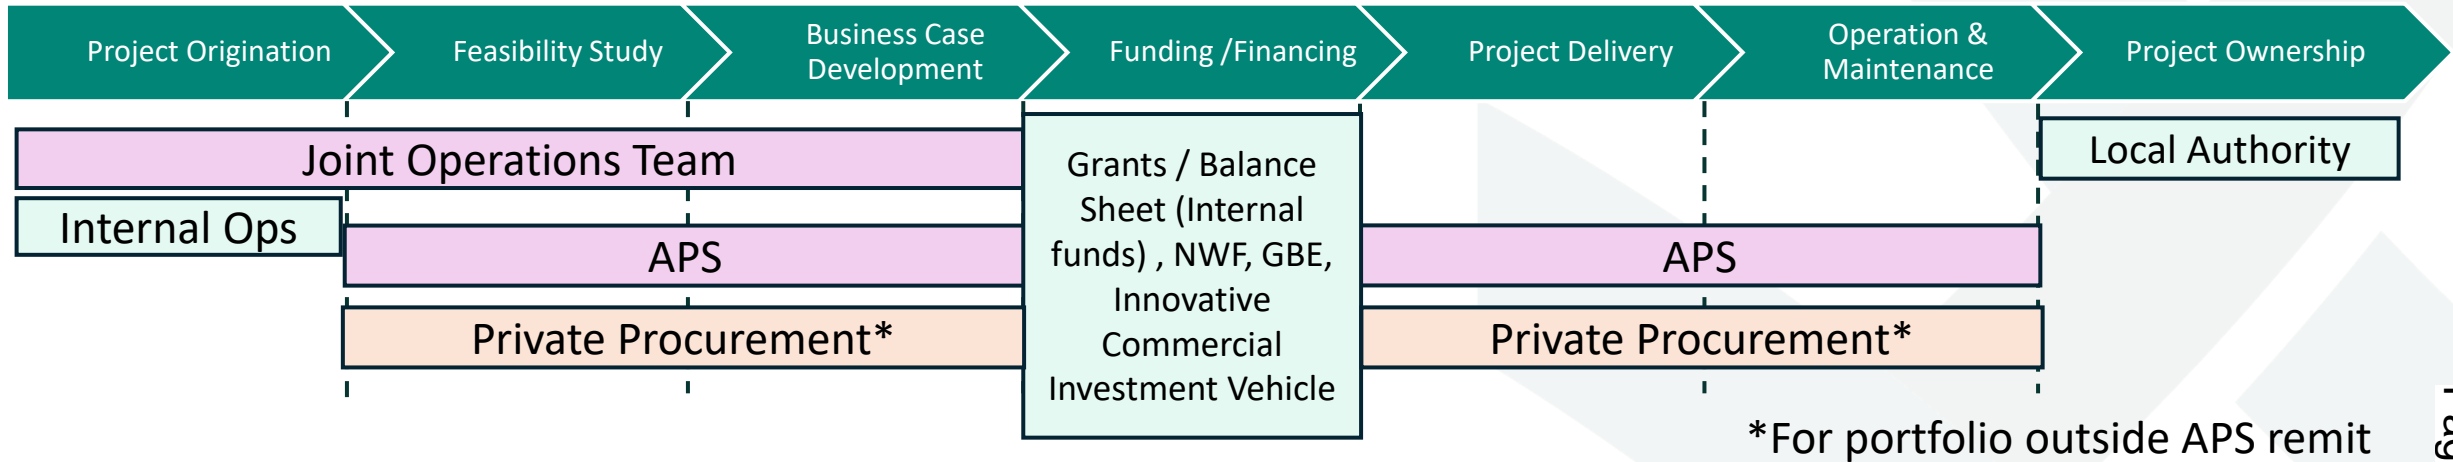 Project Origination
Feasibility Study
Business Case
Development
Funding /Financing
Project Delivery
Operation &
Maintenance
Project Ownership
Joint Operations Team
Internal Ops
APS
Private Procurement*
Grants / Balance
Sheet (Internal
funds) , NWF, GBE,
Innovative
Commercial
Investment Vehicle
APS
Private Procurement*
Local Authority
*For portfolio outside APS remit